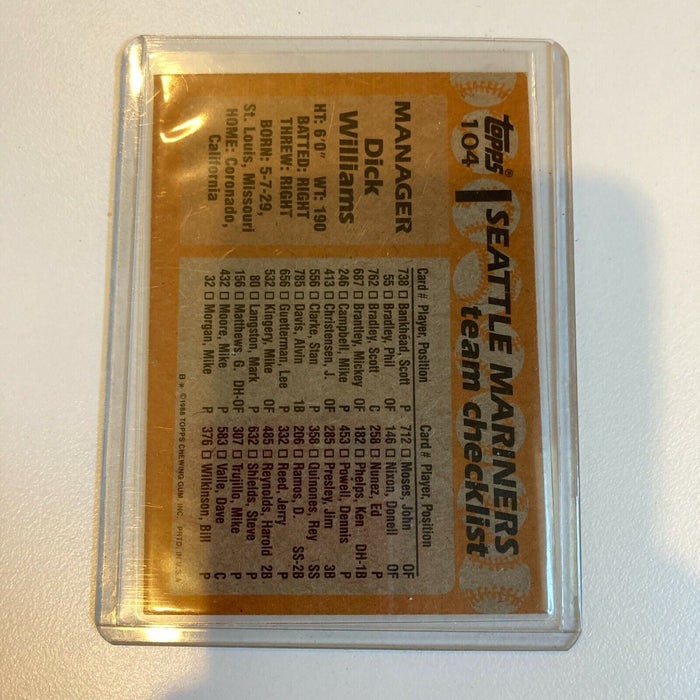 topps®
104
SEATTLE MARINERS
team checklist
MANAGER
Dick
Williams
HT: 6'0" WT: 190
BATTED: RIGHT
THREW: RIGHT
BORN: 5-7-29,
St. Louis, Missouri
HOME: Coronado,
California
Card # Player, Position
738 Bankhead, Scott P
55 Bradley, Phil OF
762 Bradley, Scott C
687 Brantley, Mickey OF
246 Campbell, Mike P
413 Christensen, J. OF
556 Clarke, Stan P
785 Davis, Alvin 1B
656 Guetterman, Lee P
532 Kingery, Mike OF
80 Langston, Mark P
156 Matthews, G. DH-OF
432 Moore, Mike P
32 Morgan, Mike P
Card # Player, Position
712 Moses, John OF
146 Nixon, Donell OF
258 Nunez, Ed P
182 Phelps, Ken DH-1B
453 Powell, Dennis P
285 Presley, Jim 3B
358 Quinones, Rey SS
206 Ramos, D. SS-2B
332 Reed, Jerry P
485 Reynolds, Harold 2B
632 Shields, Steve P
307 Trujillo, Mike P
583 Valle, Dave C
376 Wilkinson, Bill P
B* ©1988 TOPPS CHEWING GUM, INC. PRTD. IN U.S.A.